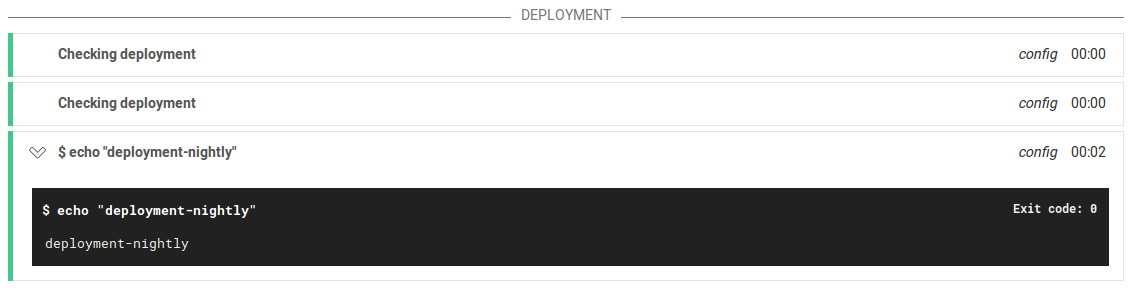 DEPLOYMENT
Checking deployment config 00:00
Checking deployment config 00:00
$ echo "deployment-nightly" config 00:02
$ echo "deployment-nightly" Exit code: 0
deployment-nightly